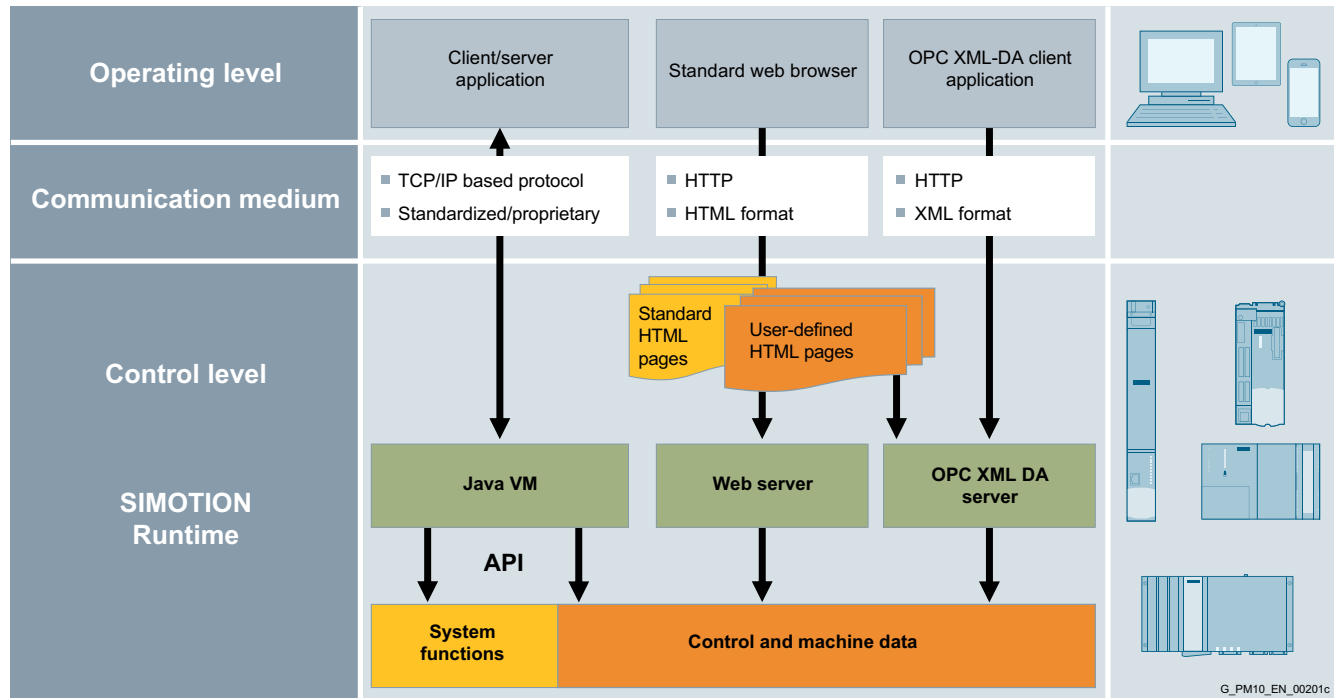 Operating level
Client/server
application
Standard web browser
OPC XML-DA client
application
Communication medium
TCP/IP based protocol
Standardized/proprietary
HTTP
HTML format
HTTP
XML format
Control level
Standard
HTML
pages
User-defined
HTML pages
SIMOTION
Runtime
Java VM
Web server
OPC XML DA
server
API
System
functions
Control and machine data
G_PM10_EN_00201c